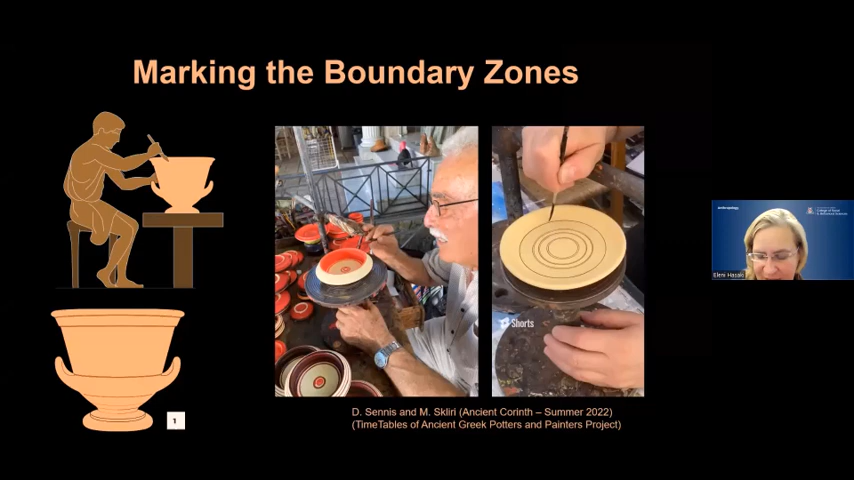 Marking the Boundary Zones
Anthropology
Eleni Hasaki
Shorts
1
D. Sennis and M. Skliri (Ancient Corinth – Summer 2022)
(TimeTables of Ancient Greek Potters and Painters Project)